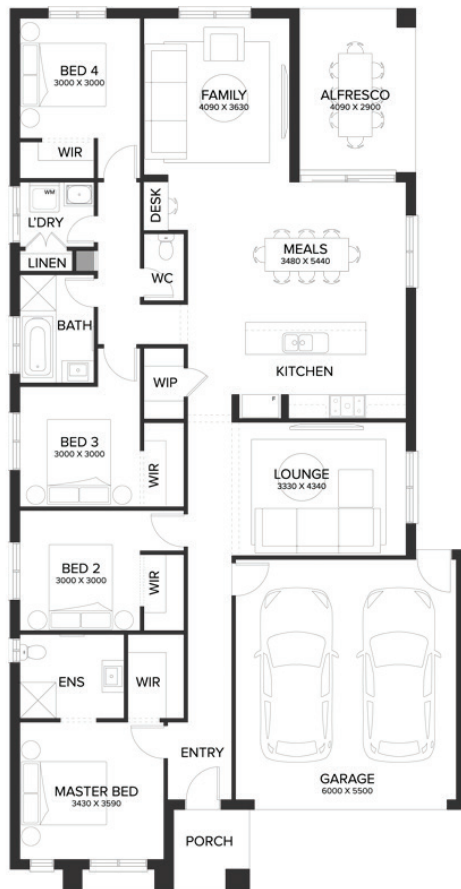 BED 4
3000 X 3000
FAMILY
4090 X 3630
ALFRESCO
4090 X 2900
WIR
WM
L'DRY
DESK
LINEN
WC
MEALS
3480 X 5440
BATH
KITCHEN
WIP
F
BED 3
3000 X 3000
WIR
LOUNGE
3330 X 4340
BED 2
3000 X 3000
WIR
ENS
WIR
ENTRY
MASTER BED
3430 X 3590
GARAGE
6000 X 5500
PORCH